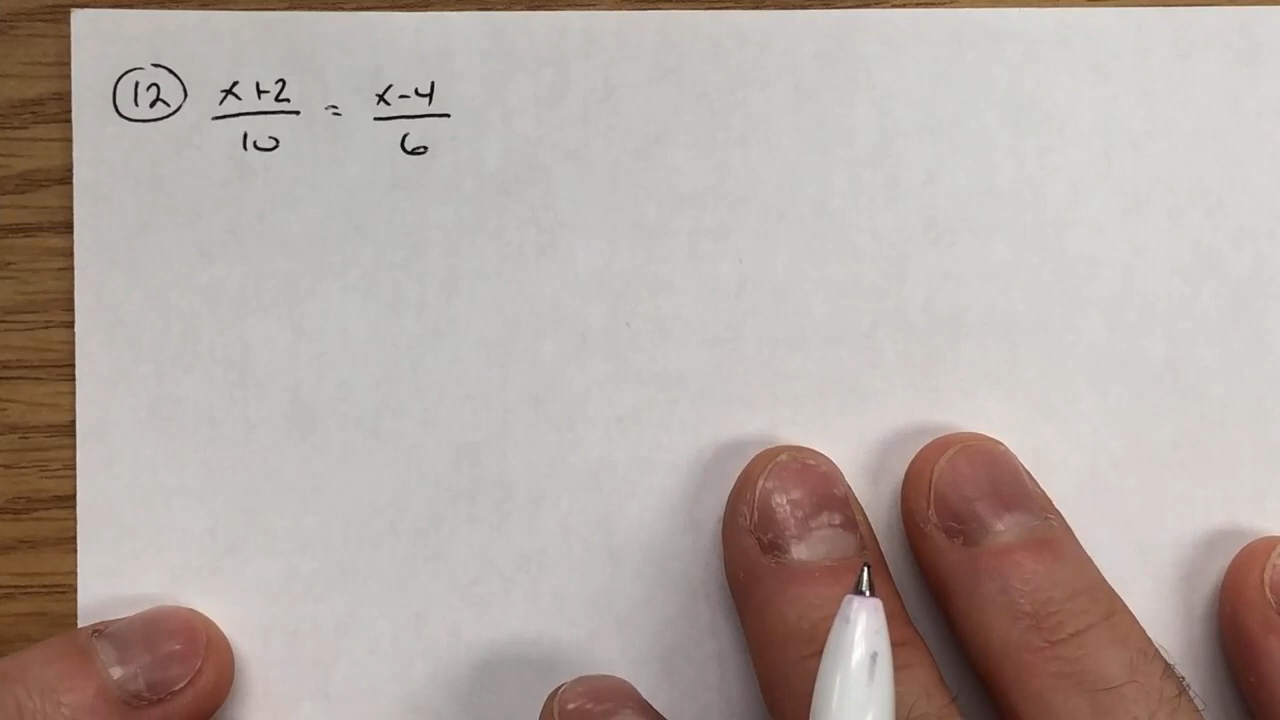 12 x+2/10 = x-4/6